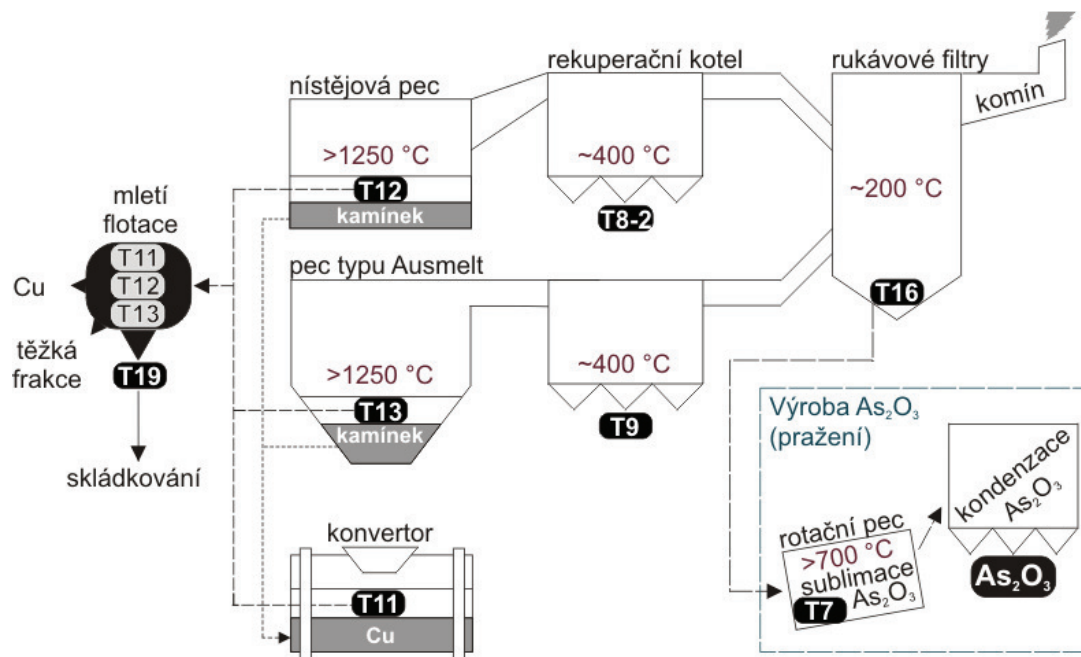 nístějová pec
>1250 °C
T12
kamínek
rekuperační kotel
~400 °C
T8-2
rukávové filtry
~200 °C
T16
komín
mletí
flotace
T11
T12
T13
Cu
těžká
frakce
T19
skládkování
pec typu Ausmelt
>1250 °C
T13
kamínek
~400 °C
T9
konvertor
T11
Cu
Výroba As₂O₃
(pražení)
rotační pec
>700 °C
sublimace
As₂O₃
T7
kondenzace
As₂O₃
As₂O₃